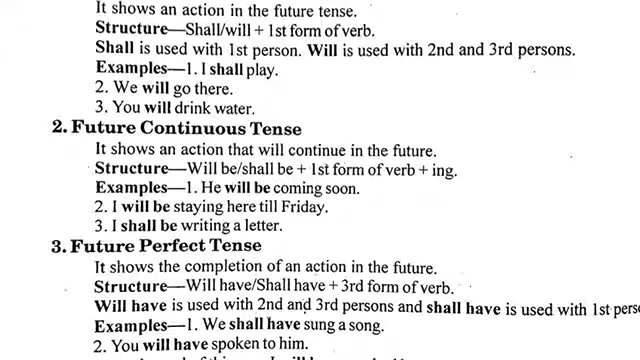 It shows an action in the future tense.
Structure—Shall/will + 1st form of verb.
Shall is used with 1st person. Will is used with 2nd and 3rd persons.
Examples—1. I shall play.
2. We will go there.
3. You will drink water.
2. Future Continuous Tense
It shows an action that will continue in the future.
Structure—Will be/shall be + 1st form of verb + ing.
Examples—1. He will be coming soon.
2. I will be staying here till Friday.
3. I shall be writing a letter.
3. Future Perfect Tense
It shows the completion of an action in the future.
Structure—Will have/Shall have + 3rd form of verb.
Will have is used with 2nd and 3rd persons and shall have is used with 1st perso
Examples—1. We shall have sung a song.
2. You will have spoken to him.